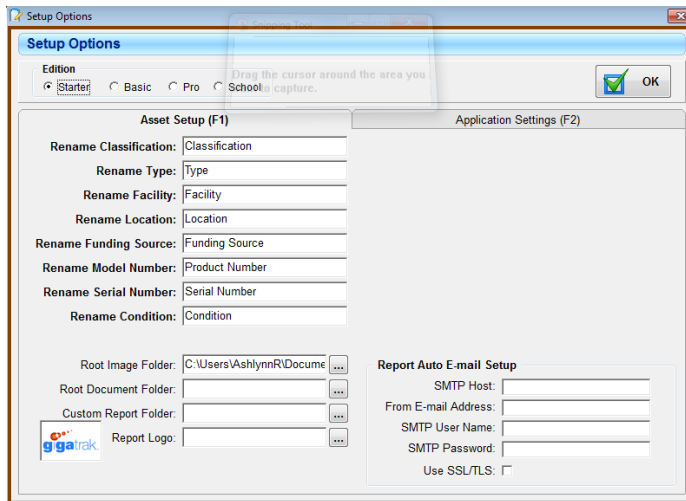 Setup Options
Snipping Tool
Setup Options
Edition
Starter Basic Pro School
Drag the cursor around the area you
to capture.
OK
Asset Setup (F1) Application Settings (F2)
Rename Classification: Classification
Rename Type: Type
Rename Facility: Facility
Rename Location: Location
Rename Funding Source: Funding Source
Rename Model Number: Product Number
Rename Serial Number: Serial Number
Rename Condition: Condition
Root Image Folder: C:\Users\AshlynnR\Docume ...
Root Document Folder: ...
Custom Report Folder: ...
Report Logo: ...
gigatrak
Report Auto E-mail Setup
SMTP Host:
From E-mail Address:
SMTP User Name:
SMTP Password:
Use SSL/TLS: